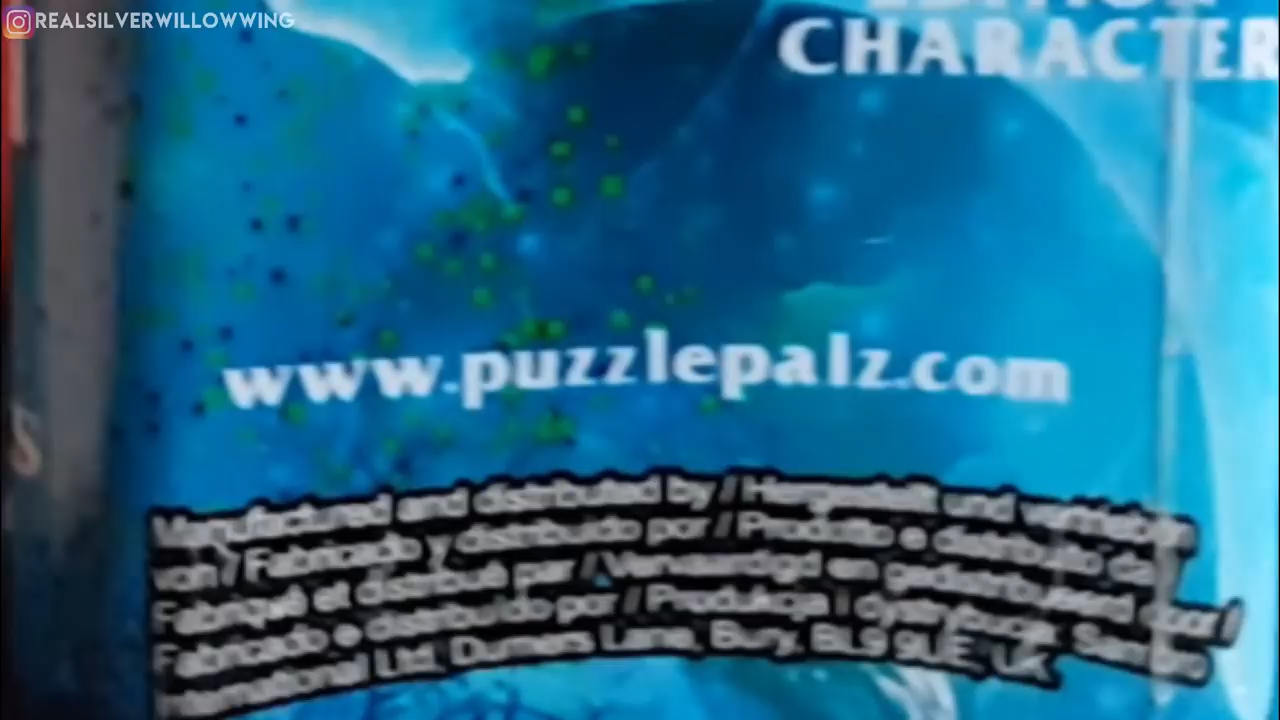 REALSILVERWILLOWWING
EDITION
CHARACTER
www.puzzlepalz.com
Manufactured and distributed by / Hergestellt und vertrieben
von / Fabricado y distribuido por / Prodotto e distribuito da /
Fabriqué et distribué par / Vervaardigd en gedistribueerd door /
Fabricado e distribuído por / Produkcja i dystrybucja: Sambro
International Ltd, Dumers Lane, Bury, BL9 9UE, UK.